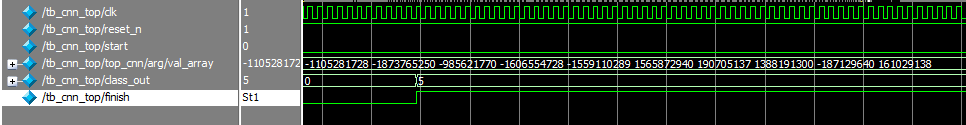 /tb_cnn_top/clk 1
/tb_cnn_top/reset_n 1
/tb_cnn_top/start 0
/tb_cnn_top/top_cnn/arg/val_array -110528172 -1105281728 -1873765250 -985621770 -1606554728 -1559110289 1565872940 190705137 1388191300 -187129640 161029138
/tb_cnn_top/class_out 5 0 5
/tb_cnn_top/finish St1